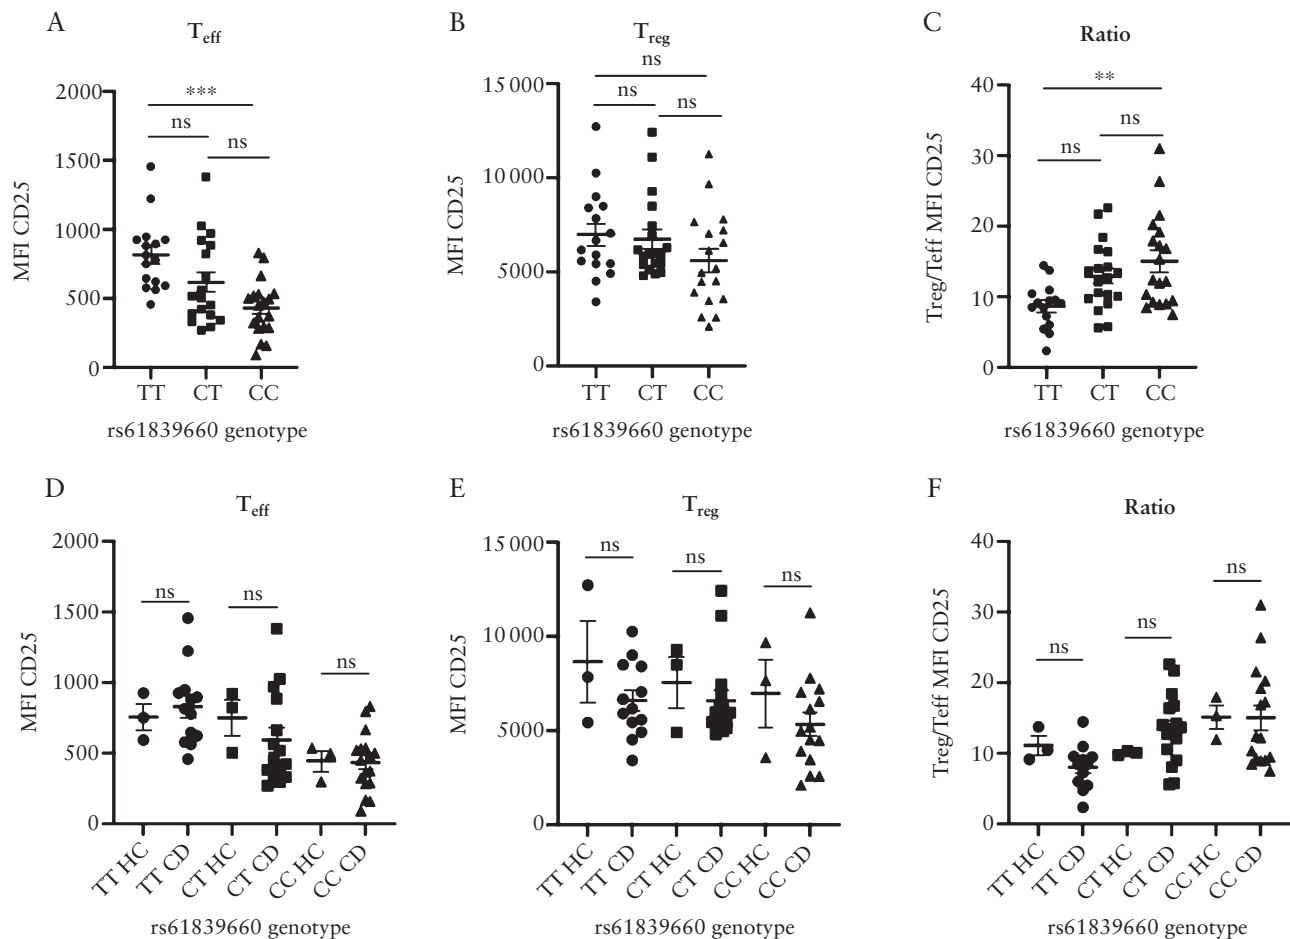 A
T eff
MFI CD25
2000
1500
1000
500
0
***
ns
ns
TT CT CC
rs61839660 genotype
B
T reg
MFI CD25
15 000
10 000
5000
0
ns
ns
ns
TT CT CC
rs61839660 genotype
C
Ratio
Treg/Teff MFI CD25
40
30
20
10
0
**
ns
ns
TT CT CC
rs61839660 genotype
D
T eff
MFI CD25
2000
1500
1000
500
0
ns
ns
ns
TT HC
TT CD
CT HC
CT CD
CC HC
CC CD
rs61839660 genotype
E
T reg
MFI CD25
15 000
10 000
5000
0
ns
ns
ns
TT HC
TT CD
CT HC
CT CD
CC HC
CC CD
rs61839660 genotype
F
Ratio
Treg/Teff MFI CD25
40
30
20
10
0
ns
ns
ns
TT HC
TT CD
CT HC
CT CD
CC HC
CC CD
rs61839660 genotype